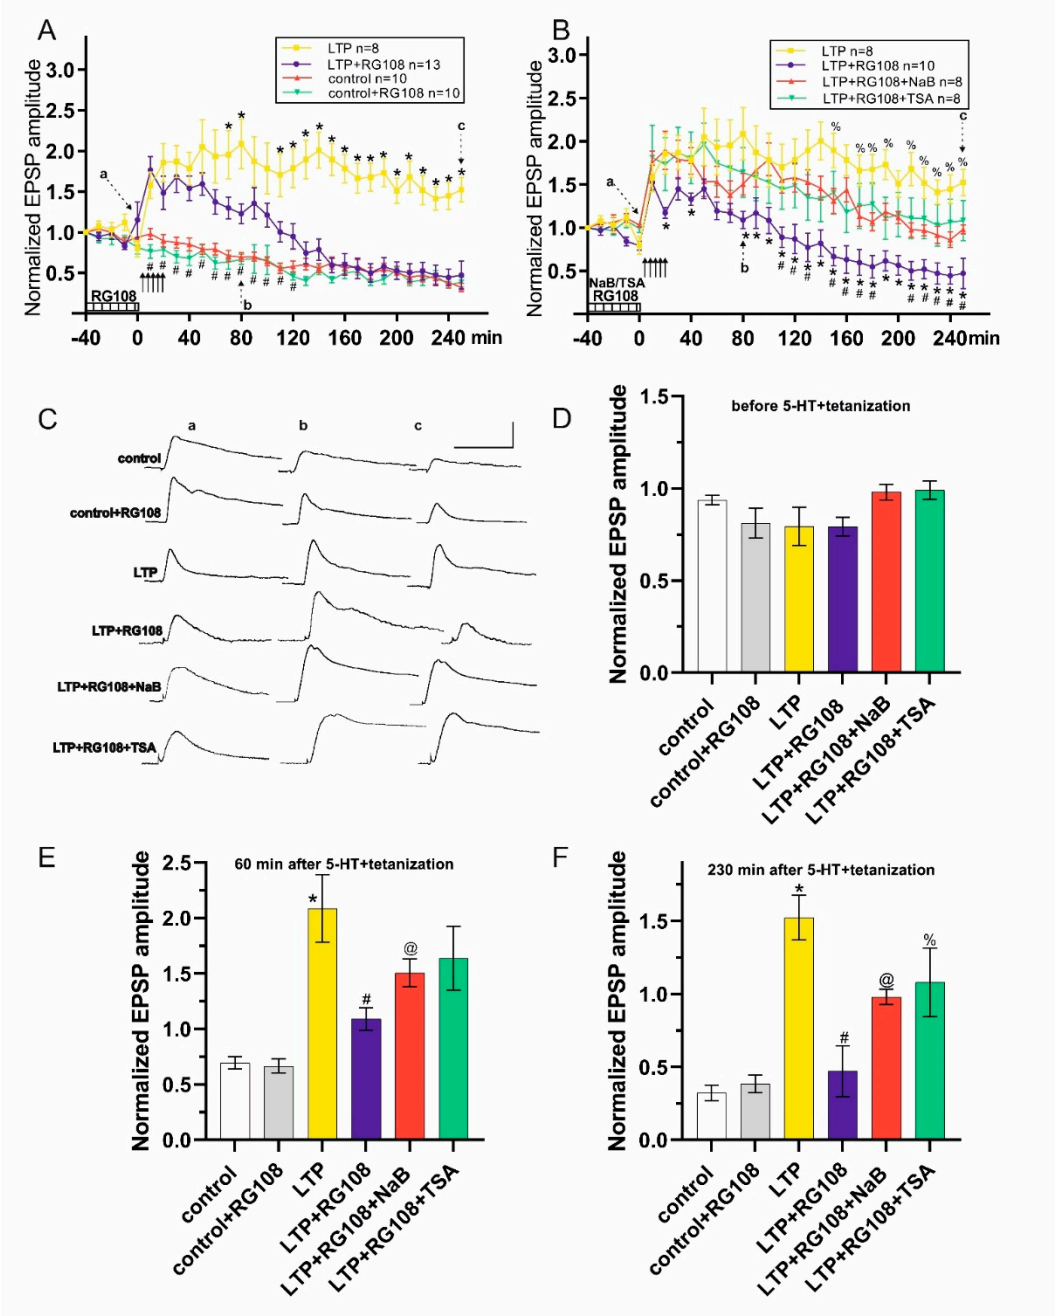 A
LTP n=8
LTP+RG108 n=13
control n=10
control+RG108 n=10
Normalized EPSP amplitude
3.0
2.5
2.0
1.5
1.0
0.5
a
b
c
RG108
-40 0 40 80 120 160 200 240 min
* * * * * * * * * * * * * * * * *
# # # # # # # # # # #
B
LTP n=8
LTP+RG108 n=10
LTP+RG108+NaB n=8
LTP+RG108+TSA n=8
Normalized EPSP amplitude
3.0
2.5
2.0
1.5
1.0
0.5
a
b
c
% % % % % % % % %
NaB/TSA
RG108
-40 0 40 80 120 160 200 240 min
C
a b c
control
control+RG108
LTP
LTP+RG108
LTP+RG108+NaB
LTP+RG108+TSA
D
before 5-HT+tetanization
Normalized EPSP amplitude
1.5
1.0
0.5
0.0
control
control+RG108
LTP
LTP+RG108
LTP+RG108+NaB
LTP+RG108+TSA
E
60 min after 5-HT+tetanization
Normalized EPSP amplitude
2.5
2.0
1.5
1.0
0.5
0.0
*
#
@
control
control+RG108
LTP
LTP+RG108
LTP+RG108+NaB
LTP+RG108+TSA
F
230 min after 5-HT+tetanization
Normalized EPSP amplitude
1.5
1.0
0.5
0.0
*
#
@
%
control
control+RG108
LTP
LTP+RG108
LTP+RG108+NaB
LTP+RG108+TSA